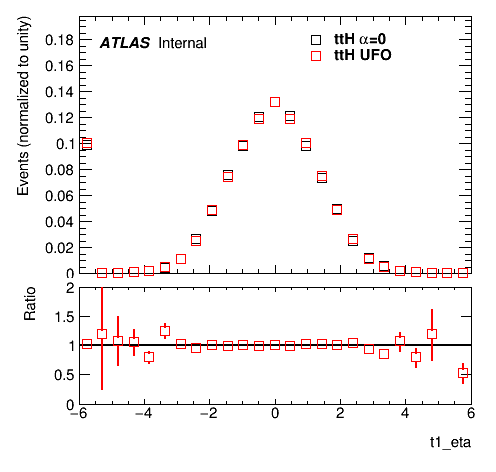 ATLAS Internal
ttH α=0
ttH UFO
Events (normalized to unity)
0.18
0.16
0.14
0.12
0.1
0.08
0.06
0.04
0.02
0
Ratio
2
1.5
1
0.5
0
−6 −4 −2 0 2 4 6
t1_eta